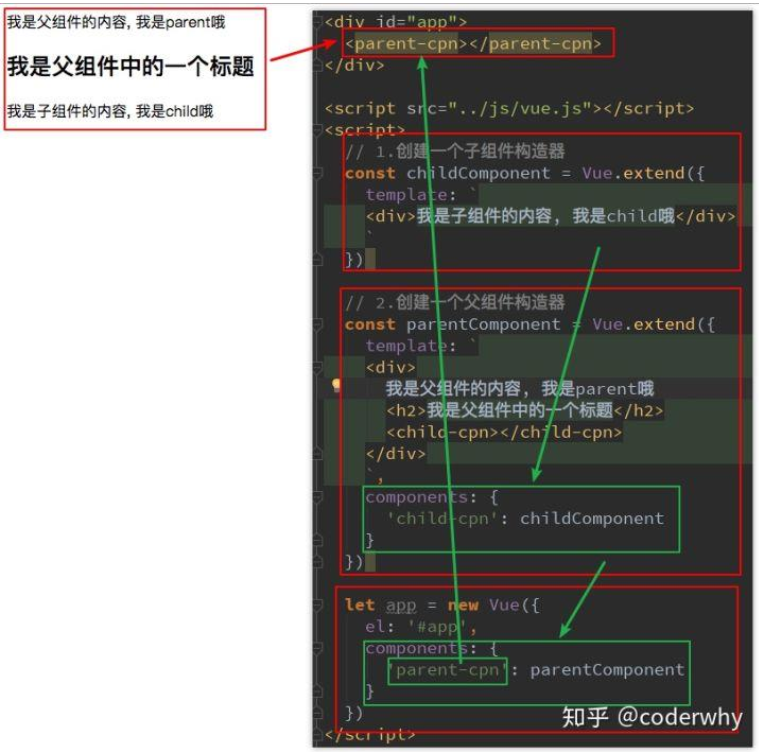 我是父组件的内容, 我是parent哦
我是父组件中的一个标题
我是子组件的内容, 我是child哦
<div id="app">
<parent-cpn></parent-cpn>
</div>
<script src="../js/vue.js"></script>
<script>
// 1.创建一个子组件构造器
const childComponent = Vue.extend({
template: `
<div>我是子组件的内容, 我是child哦</div>
`
})
// 2.创建一个父组件构造器
const parentComponent = Vue.extend({
template: `
<div>
我是父组件的内容, 我是parent哦
<h2>我是父组件中的一个标题</h2>
<child-cpn></child-cpn>
</div>
`,
components: {
'child-cpn': childComponent
}
})
let app = new Vue({
el: '#app',
components: {
'parent-cpn': parentComponent
}
})
</script>
知乎 @coderwhy